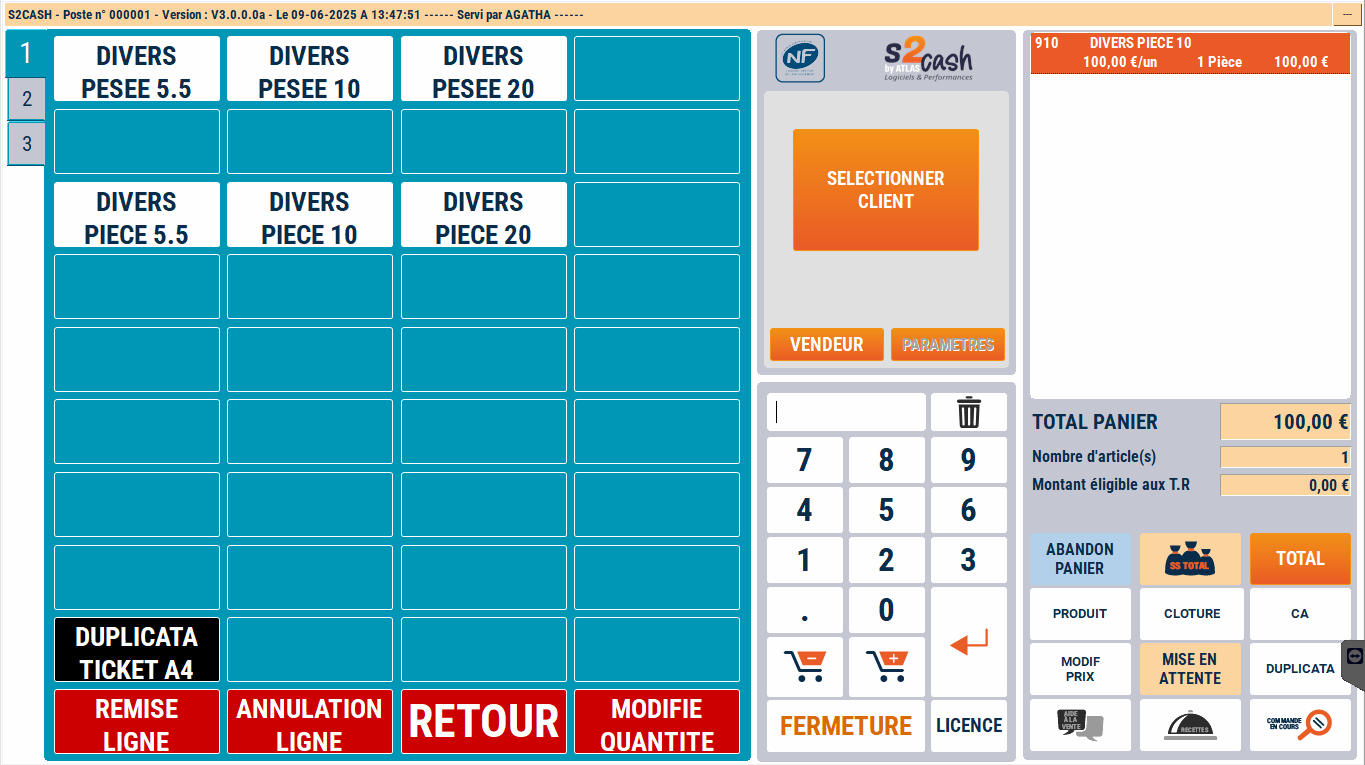 S2CASH - Poste n° 000001 - Version : V3.0.0.0a - Le 09-06-2025 A 13:47:51 ------ Servi par AGATHA ------
---
1
2
3
DIVERS
PESEE 5.5
DIVERS
PESEE 10
DIVERS
PESEE 20
DIVERS
PIECE 5.5
DIVERS
PIECE 10
DIVERS
PIECE 20
DUPLICATA
TICKET A4
REMISE
LIGNE
ANNULATION
LIGNE
RETOUR
MODIFIE
QUANTITE
NF
S2cash
by ATLAS
Logiciels & Performances
SELECTIONNER
CLIENT
VENDEUR
PARAMETRES
7
8
9
4
5
6
1
2
3
.
0
FERMETURE
LICENCE
910 DIVERS PIECE 10
100,00 €/un 1 Pièce 100,00 €
TOTAL PANIER 100,00 €
Nombre d'article(s) 1
Montant éligible aux T.R 0,00 €
ABANDON
PANIER
SS TOTAL
TOTAL
PRODUIT
CLOTURE
CA
MODIF
PRIX
MISE EN
ATTENTE
DUPLICATA
AIDE
À LA
VENTE
RECETTES
COMMANDE
EN COURS